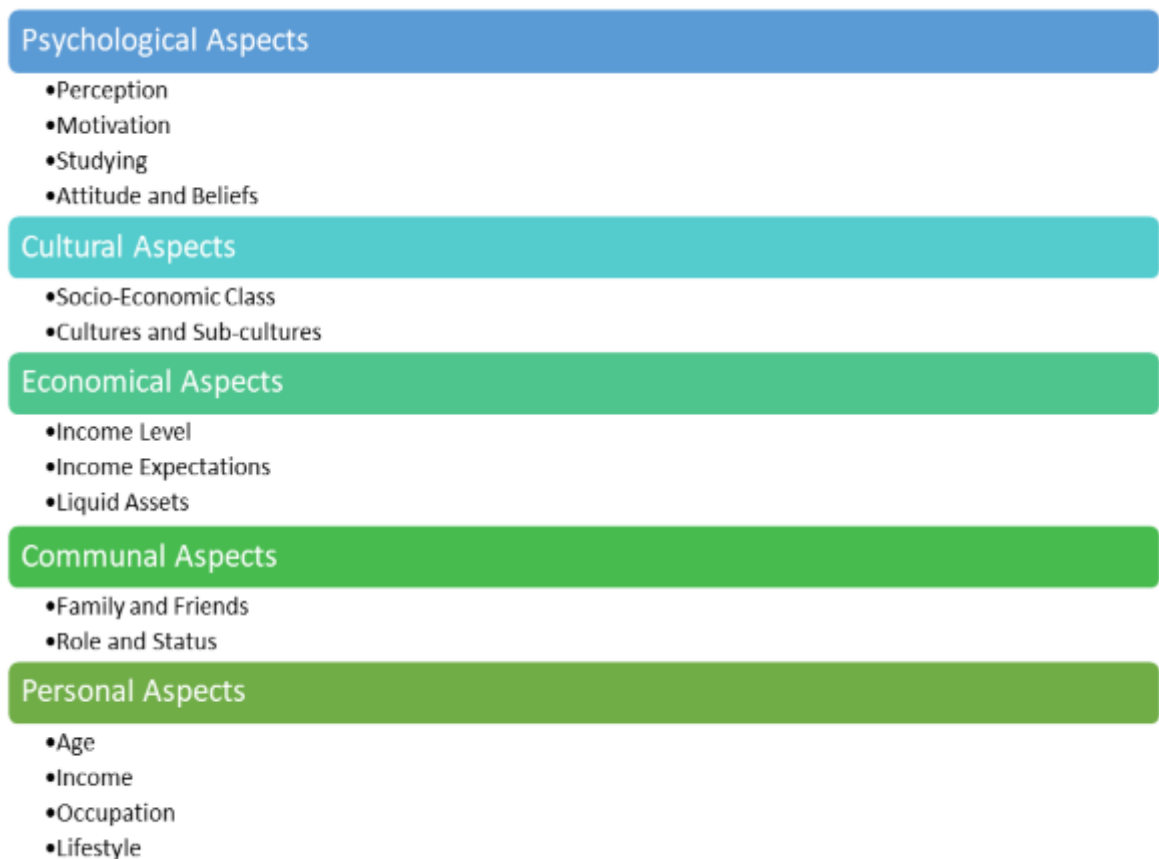 Psychological Aspects
•Perception
•Motivation
•Studying
•Attitude and Beliefs
Cultural Aspects
•Socio-Economic Class
•Cultures and Sub-cultures
Economical Aspects
•Income Level
•Income Expectations
•Liquid Assets
Communal Aspects
•Family and Friends
•Role and Status
Personal Aspects
•Age
•Income
•Occupation
•Lifestyle